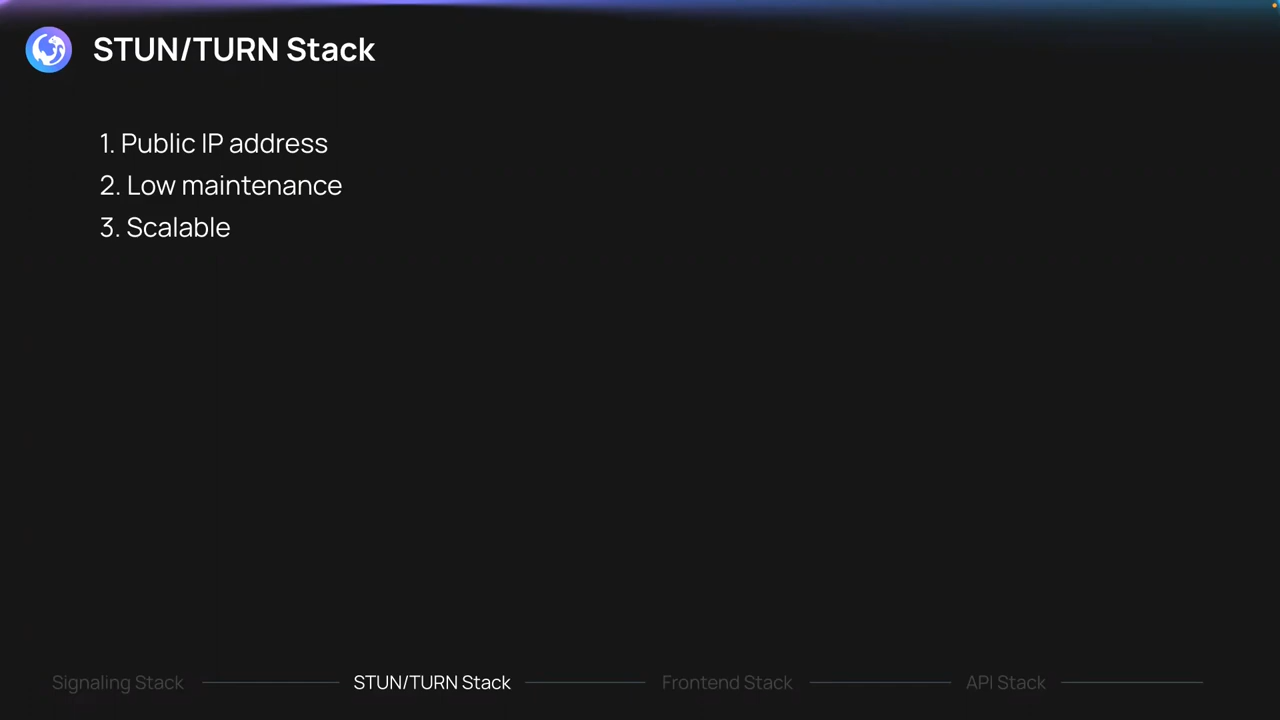 STUN/TURN Stack
1. Public IP address
2. Low maintenance
3. Scalable
Signaling Stack
STUN/TURN Stack
Frontend Stack
API Stack